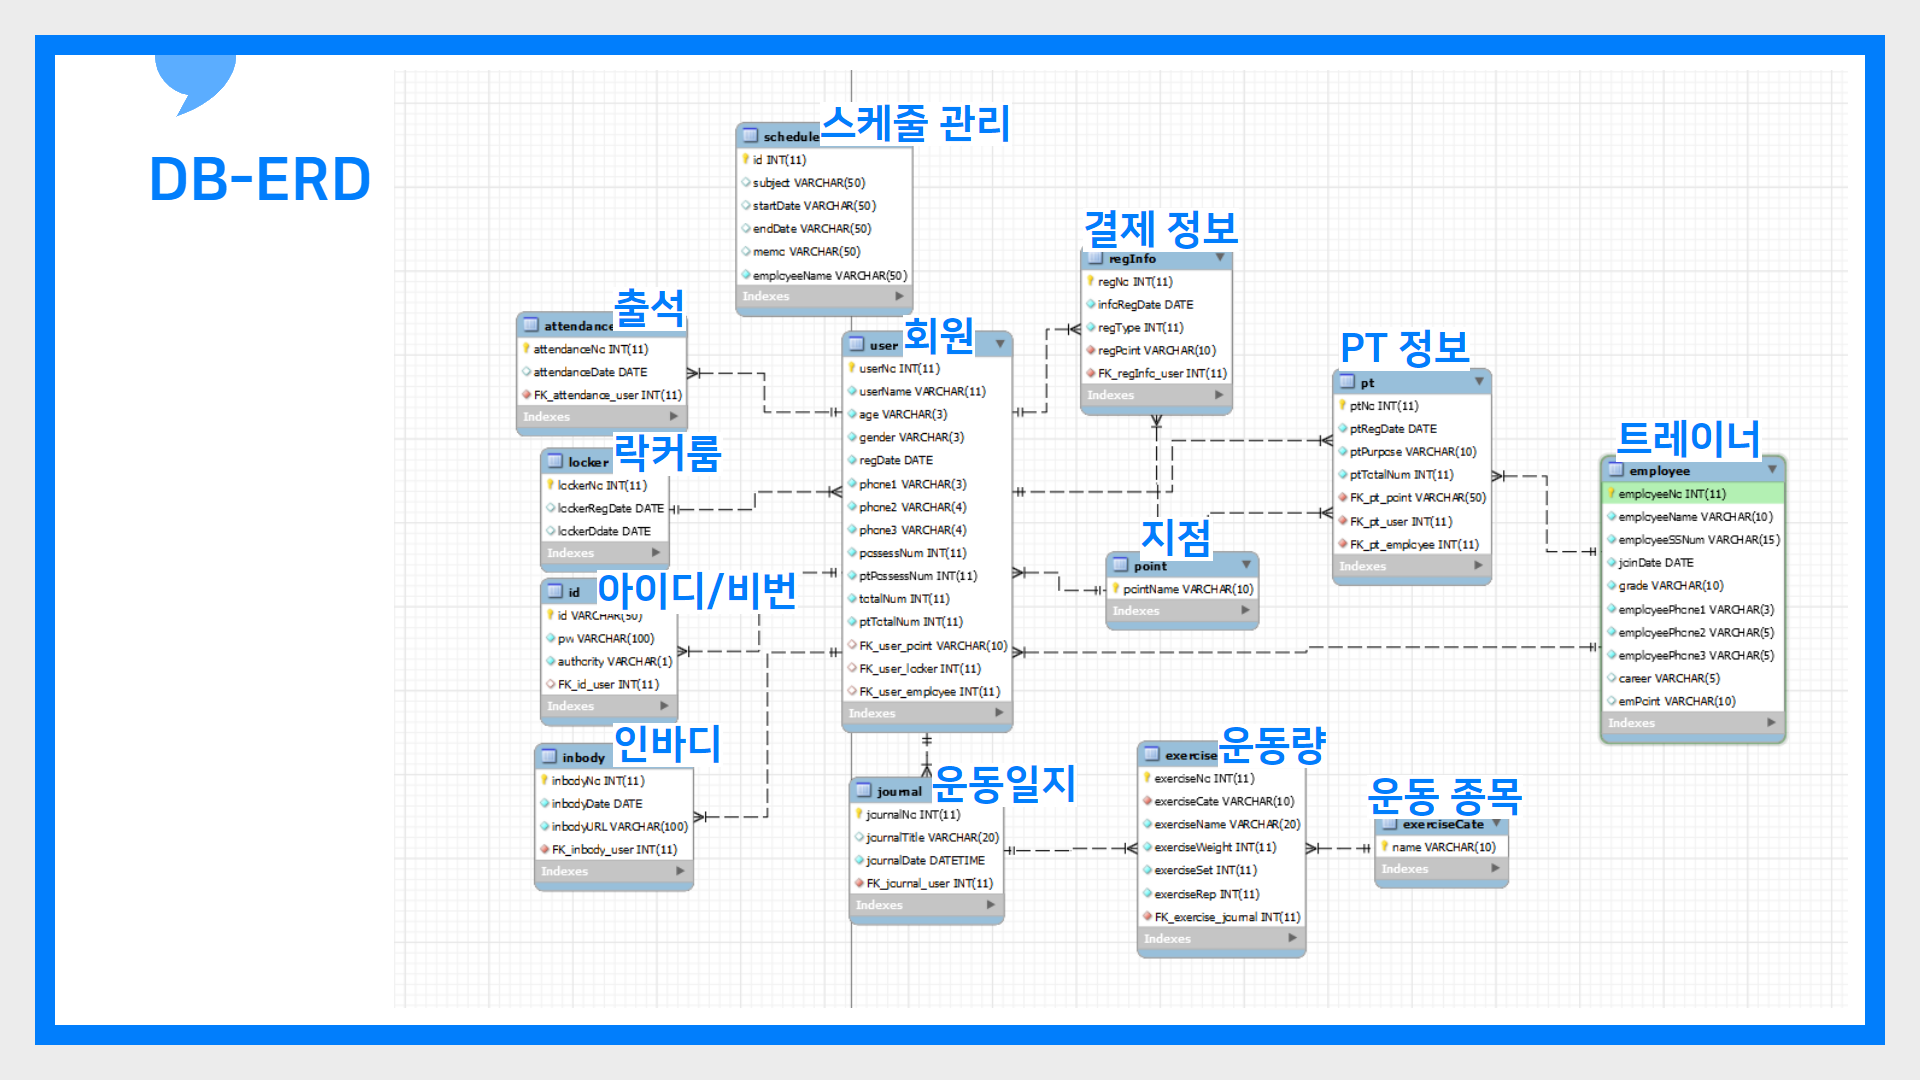 DB-ERD
스케줄 관리
schedule
id INT(11)
subject VARCHAR(50)
startDate VARCHAR(50)
endDate VARCHAR(50)
memo VARCHAR(50)
employeeName VARCHAR(50)
Indexes
출석
attendance
attendanceNo INT(11)
attendanceDate DATE
FK_attendance_user INT(11)
Indexes
락커룸
locker
lockerNo INT(11)
lockerRegDate DATE
lockerDdate DATE
Indexes
아이디/비번
id
id VARCHAR(50)
pw VARCHAR(100)
authority VARCHAR(1)
FK_id_user INT(11)
Indexes
인바디
inbody
inbodyNo INT(11)
inbodyDate DATE
inbodyURL VARCHAR(100)
FK_inbody_user INT(11)
Indexes
회원
user
userNo INT(11)
userName VARCHAR(11)
age VARCHAR(3)
gender VARCHAR(3)
regDate DATE
phone1 VARCHAR(3)
phone2 VARCHAR(4)
phone3 VARCHAR(4)
possessNum INT(11)
ptPossessNum INT(11)
totalNum INT(11)
ptTotalNum INT(11)
FK_user_point VARCHAR(10)
FK_user_locker INT(11)
FK_user_employee INT(11)
Indexes
운동일지
journal
journalNo INT(11)
journalTitle VARCHAR(20)
journalDate DATETIME
FK_journal_user INT(11)
Indexes
결제 정보
regInfo
regNo INT(11)
infoRegDate DATE
regType INT(11)
regPoint VARCHAR(10)
FK_regInfo_user INT(11)
Indexes
지점
point
pointName VARCHAR(10)
Indexes
운동량
exercise
exerciseNo INT(11)
exerciseCate VARCHAR(10)
exerciseName VARCHAR(20)
exerciseWeight INT(11)
exerciseSet INT(11)
exerciseRep INT(11)
FK_exercise_journal INT(11)
Indexes
PT 정보
pt
ptNo INT(11)
ptRegDate DATE
ptPurpose VARCHAR(10)
ptTotalNum INT(11)
FK_pt_point VARCHAR(50)
FK_pt_user INT(11)
FK_pt_employee INT(11)
Indexes
운동 종목
exerciseCate
name VARCHAR(10)
Indexes
트레이너
employee
employeeNo INT(11)
employeeName VARCHAR(10)
employeeSSNum VARCHAR(15)
joinDate DATE
grade VARCHAR(10)
employeePhone1 VARCHAR(3)
employeePhone2 VARCHAR(5)
employeePhone3 VARCHAR(5)
career VARCHAR(5)
emPoint VARCHAR(10)
Indexes